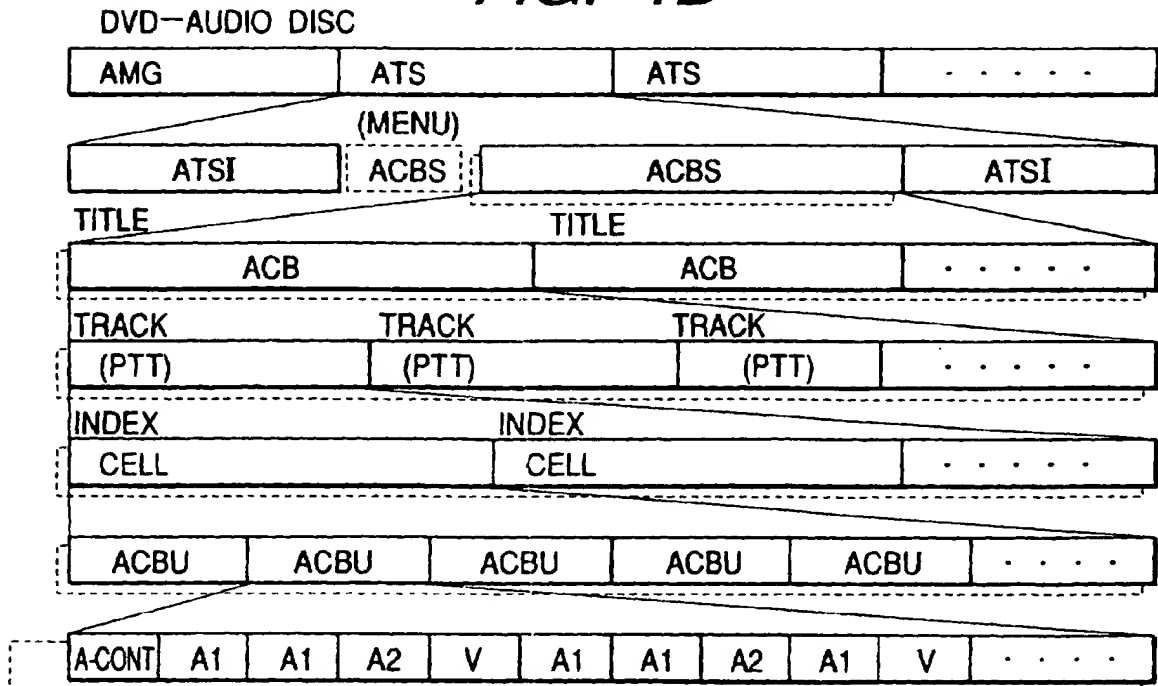 DVD-AUDIO DISC
AMG ATS ATS · · · · ·
(MENU)
ATSI ACBS ACBS ATSI
TITLE TITLE
ACB ACB · · · · ·
TRACK TRACK TRACK
(PTT) (PTT) (PTT) · · · · ·
INDEX INDEX
CELL CELL · · · · ·
ACBU ACBU ACBU ACBU ACBU · · · ·
A-CONT A1 A1 A2 V A1 A1 A2 A1 V · · · ·